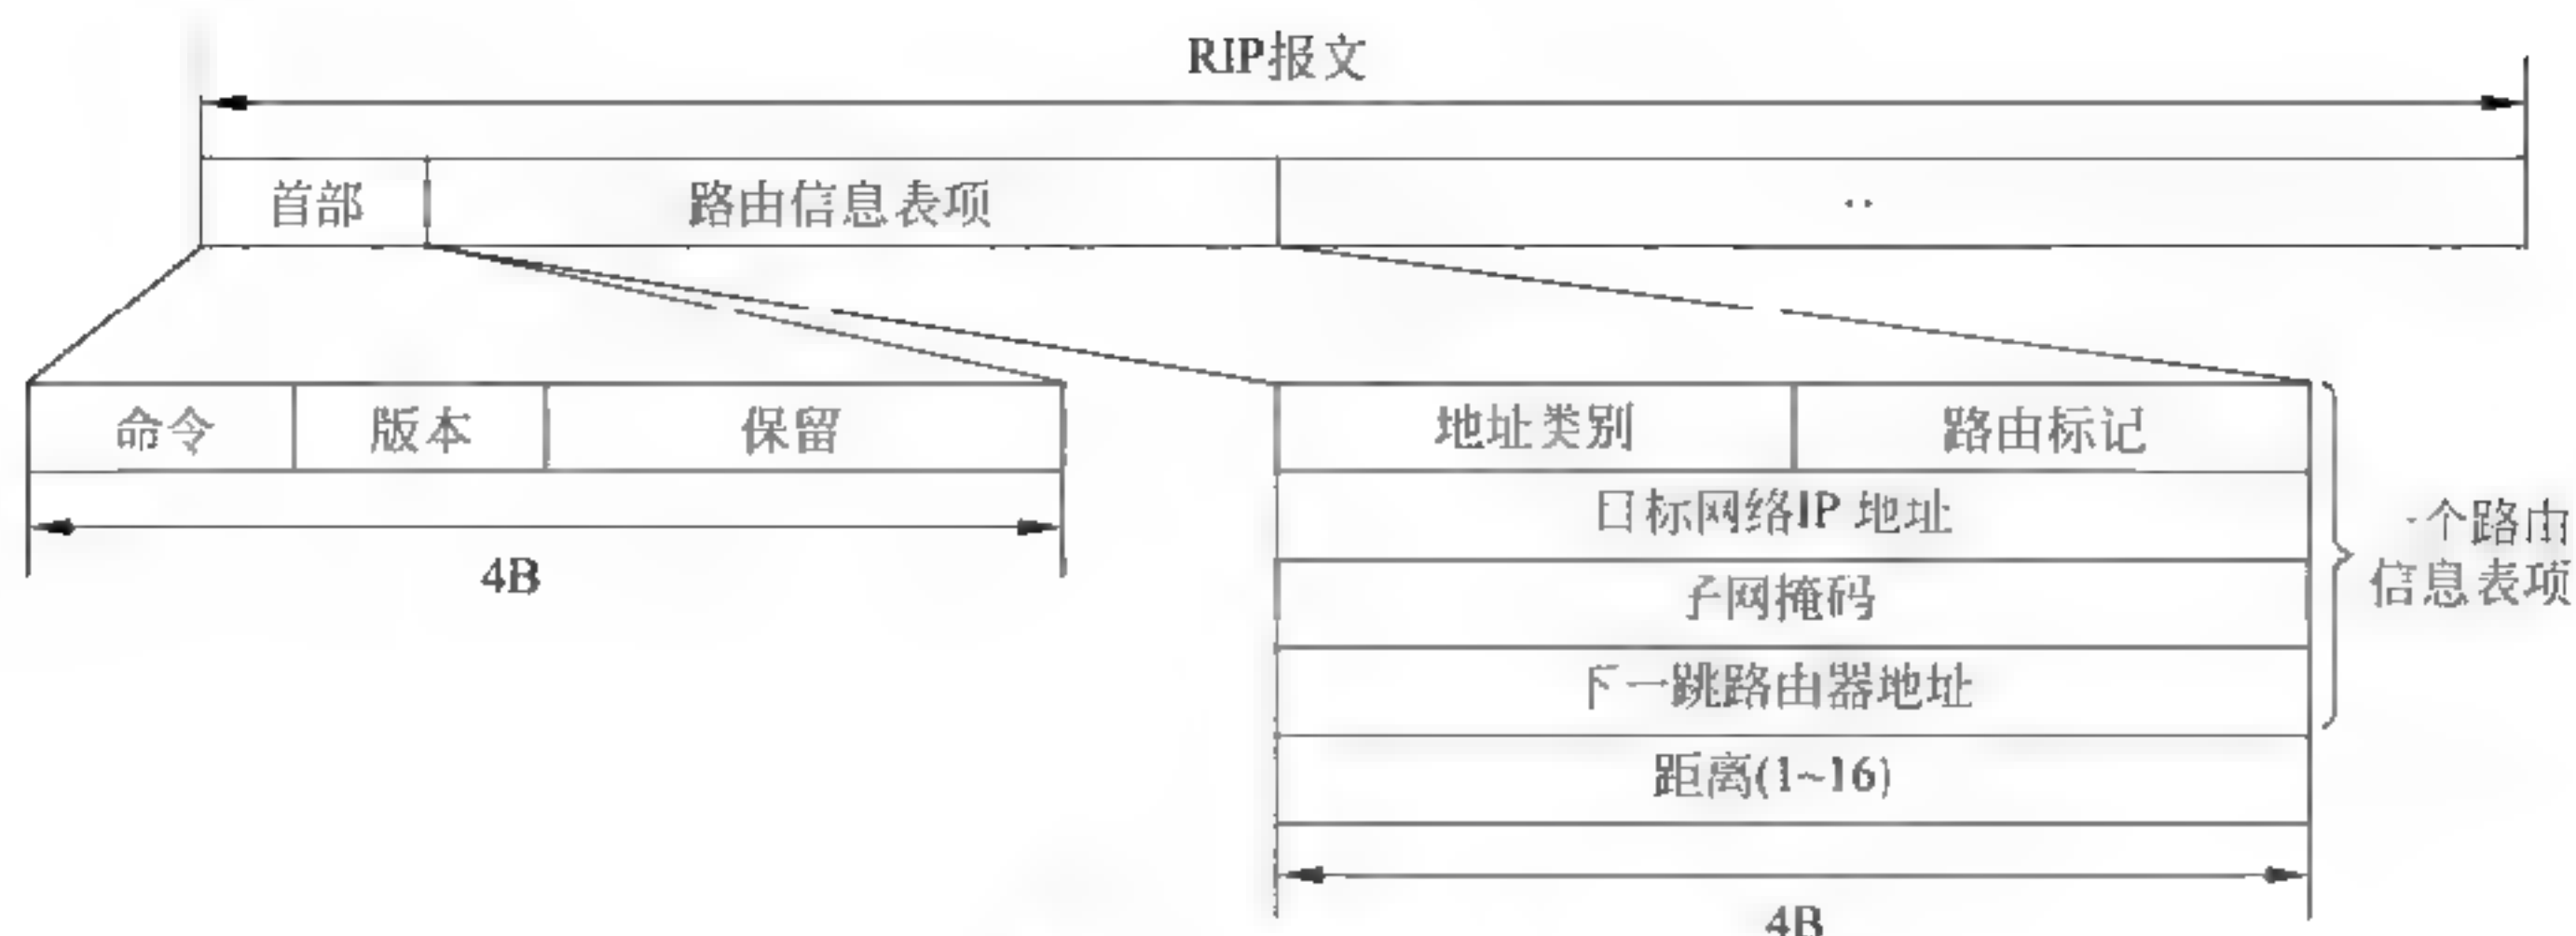 RIP报文
首部
路由信息表项
..
命令
版本
保留
4B
地址类别
路由标记
目标网络IP 地址
子网掩码
下一跳路由器地址
距离(1~16)
4B
一个路由
信息表项